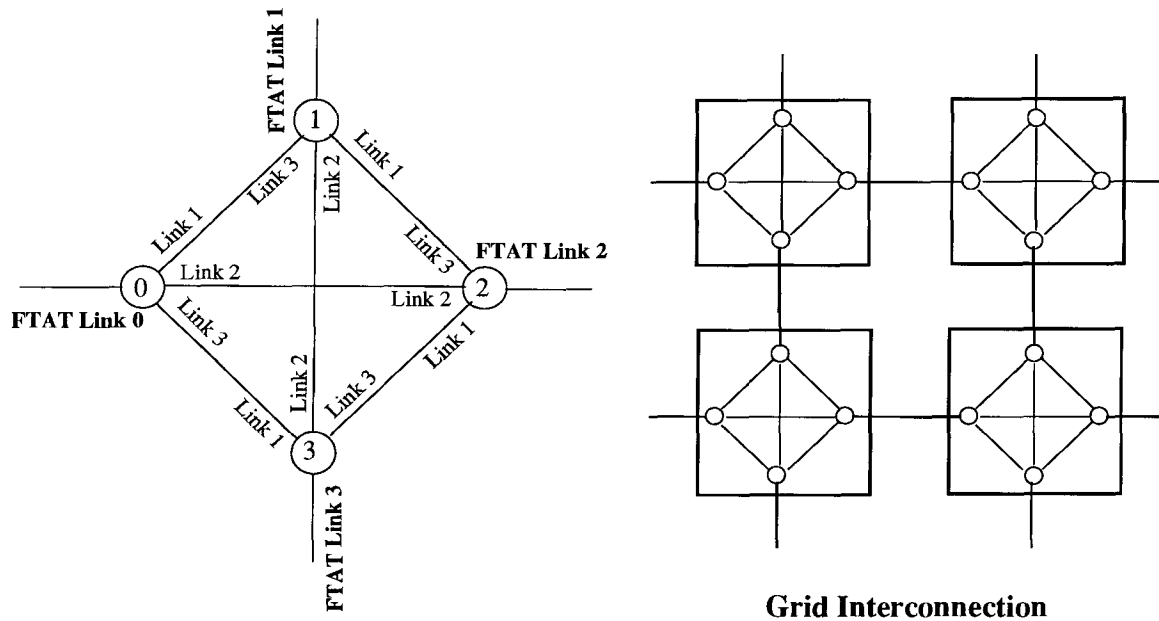 FTAT Link 1
1
Link 3
Link 2
Link 1
Link 1
Link 3
FTAT Link 2
0
Link 2
Link 2
2
FTAT Link 0
Link 3
Link 1
Link 2
Link 3
Link 1
3
FTAT Link 3
Grid Interconnection